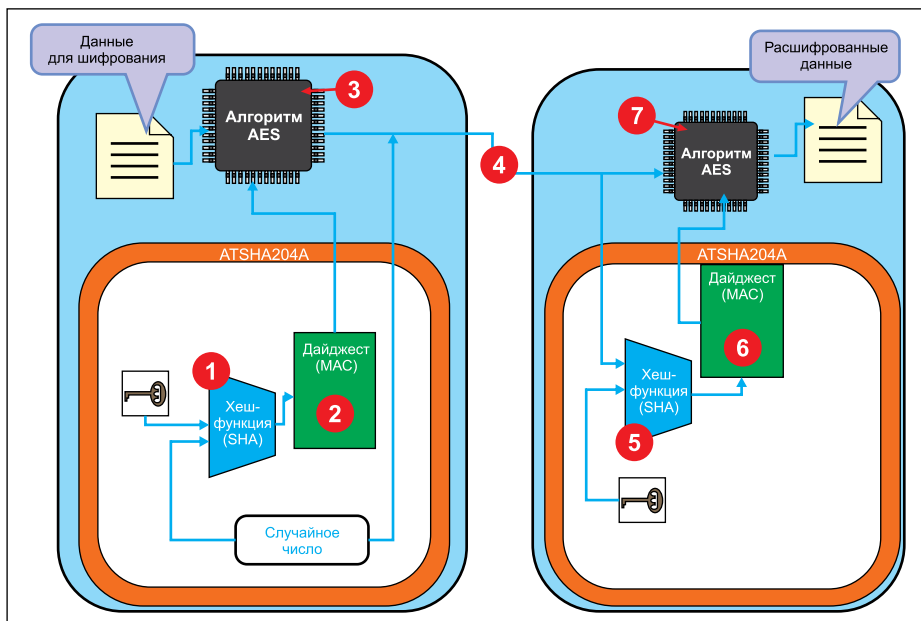 Данные
для шифрования
3
Алгоритм
AES
4
ATSHA204A
1
Хеш-
функция
(SHA)
Дайджест
(MAC)
2
Случайное
число
Расшифрованные
данные
7
Алгоритм
AES
ATSHA204A
Дайджест
(MAC)
6
Хеш-
функция
(SHA)
5